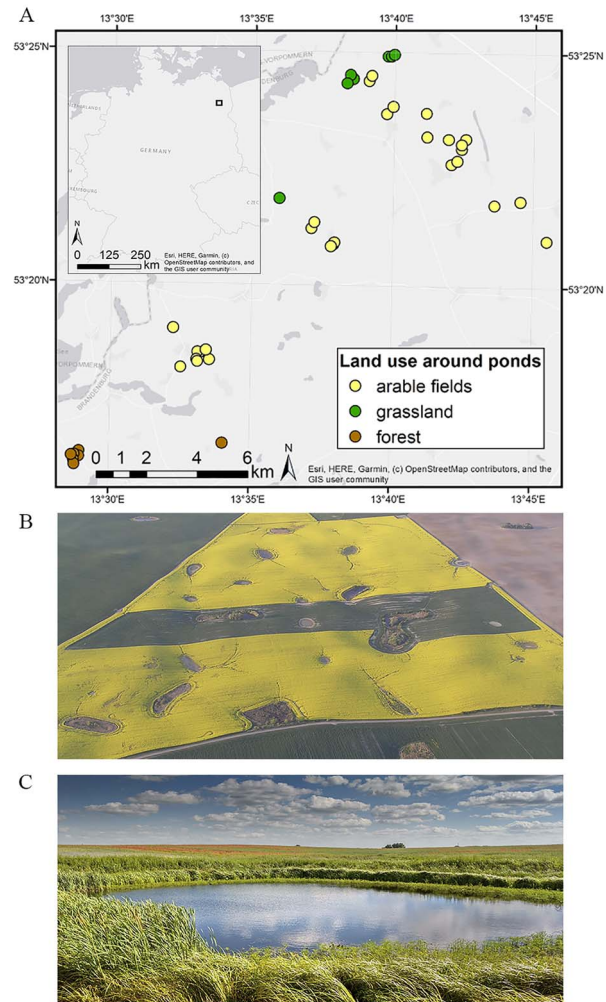 A
13°30'E
13°35'E
13°40'E
13°45'E
53°25'N
53°25'N
VORPOMMERN
GERMANY
N
0 125 250
km
Esri, HERE, Garmin, (c)
OpenStreetMap contributors, and
the GIS user community
53°20'N
53°20'N
VORPOMMERN
BRANDENBURG
Land use around ponds
arable fields
grassland
forest
0 1 2 4 6
km
N
Esri, HERE, Garmin, (c) OpenStreetMap contributors, and the
GIS user community
13°30'E
13°35'E
13°40'E
13°45'E
B
C